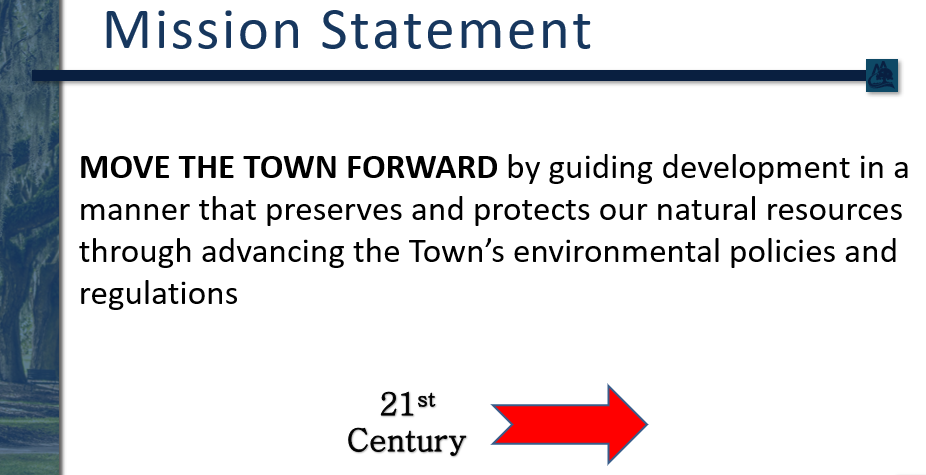 Mission Statement
MOVE THE TOWN FORWARD by guiding development in a
manner that preserves and protects our natural resources
through advancing the Town’s environmental policies and
regulations
21st
Century